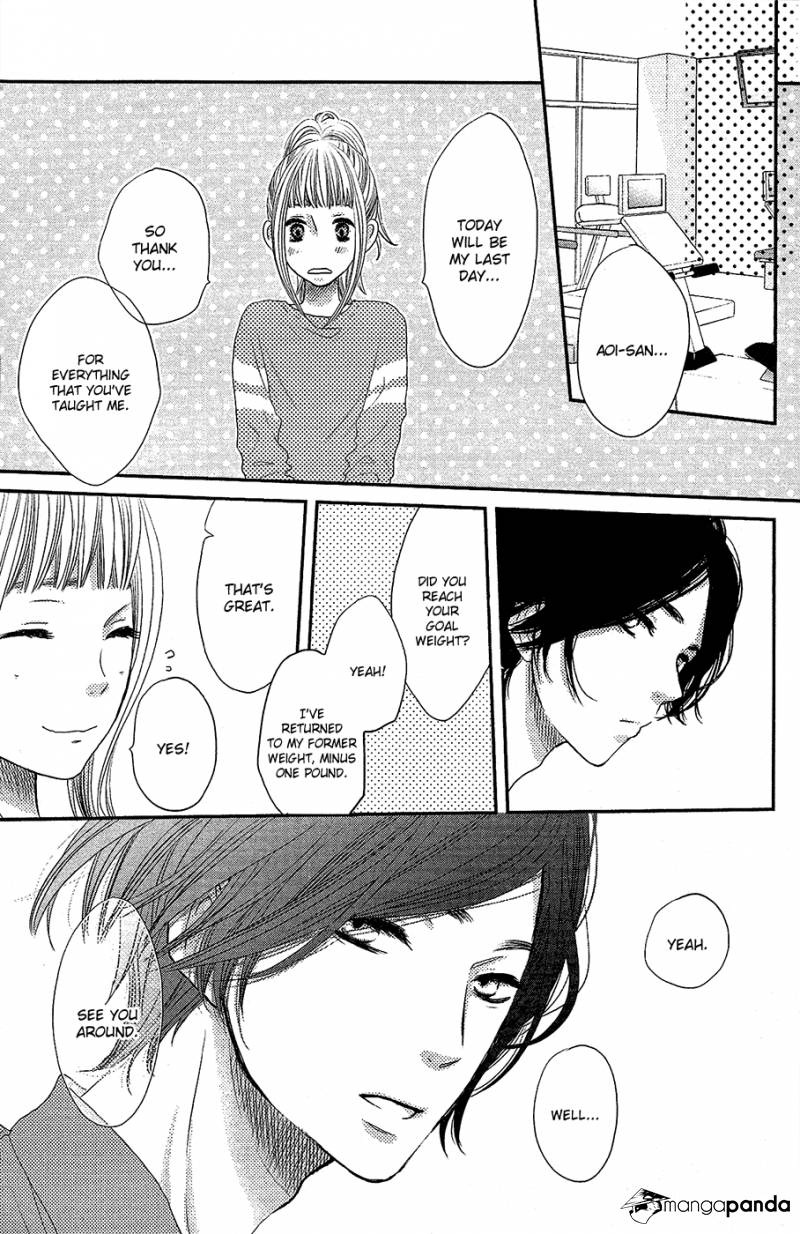 AOI-SAN...
TODAY
WILL BE
MY LAST
DAY...
SO
THANK
YOU...
FOR
EVERYTHING
THAT YOU'VE
TAUGHT ME.
DID YOU
REACH
YOUR
GOAL
WEIGHT?
YEAH!
I'VE
RETURNED
TO MY FORMER
WEIGHT, MINUS
ONE POUND.
THAT'S
GREAT.
YES!
YEAH.
WELL...
SEE YOU
AROUND.
mangapanda